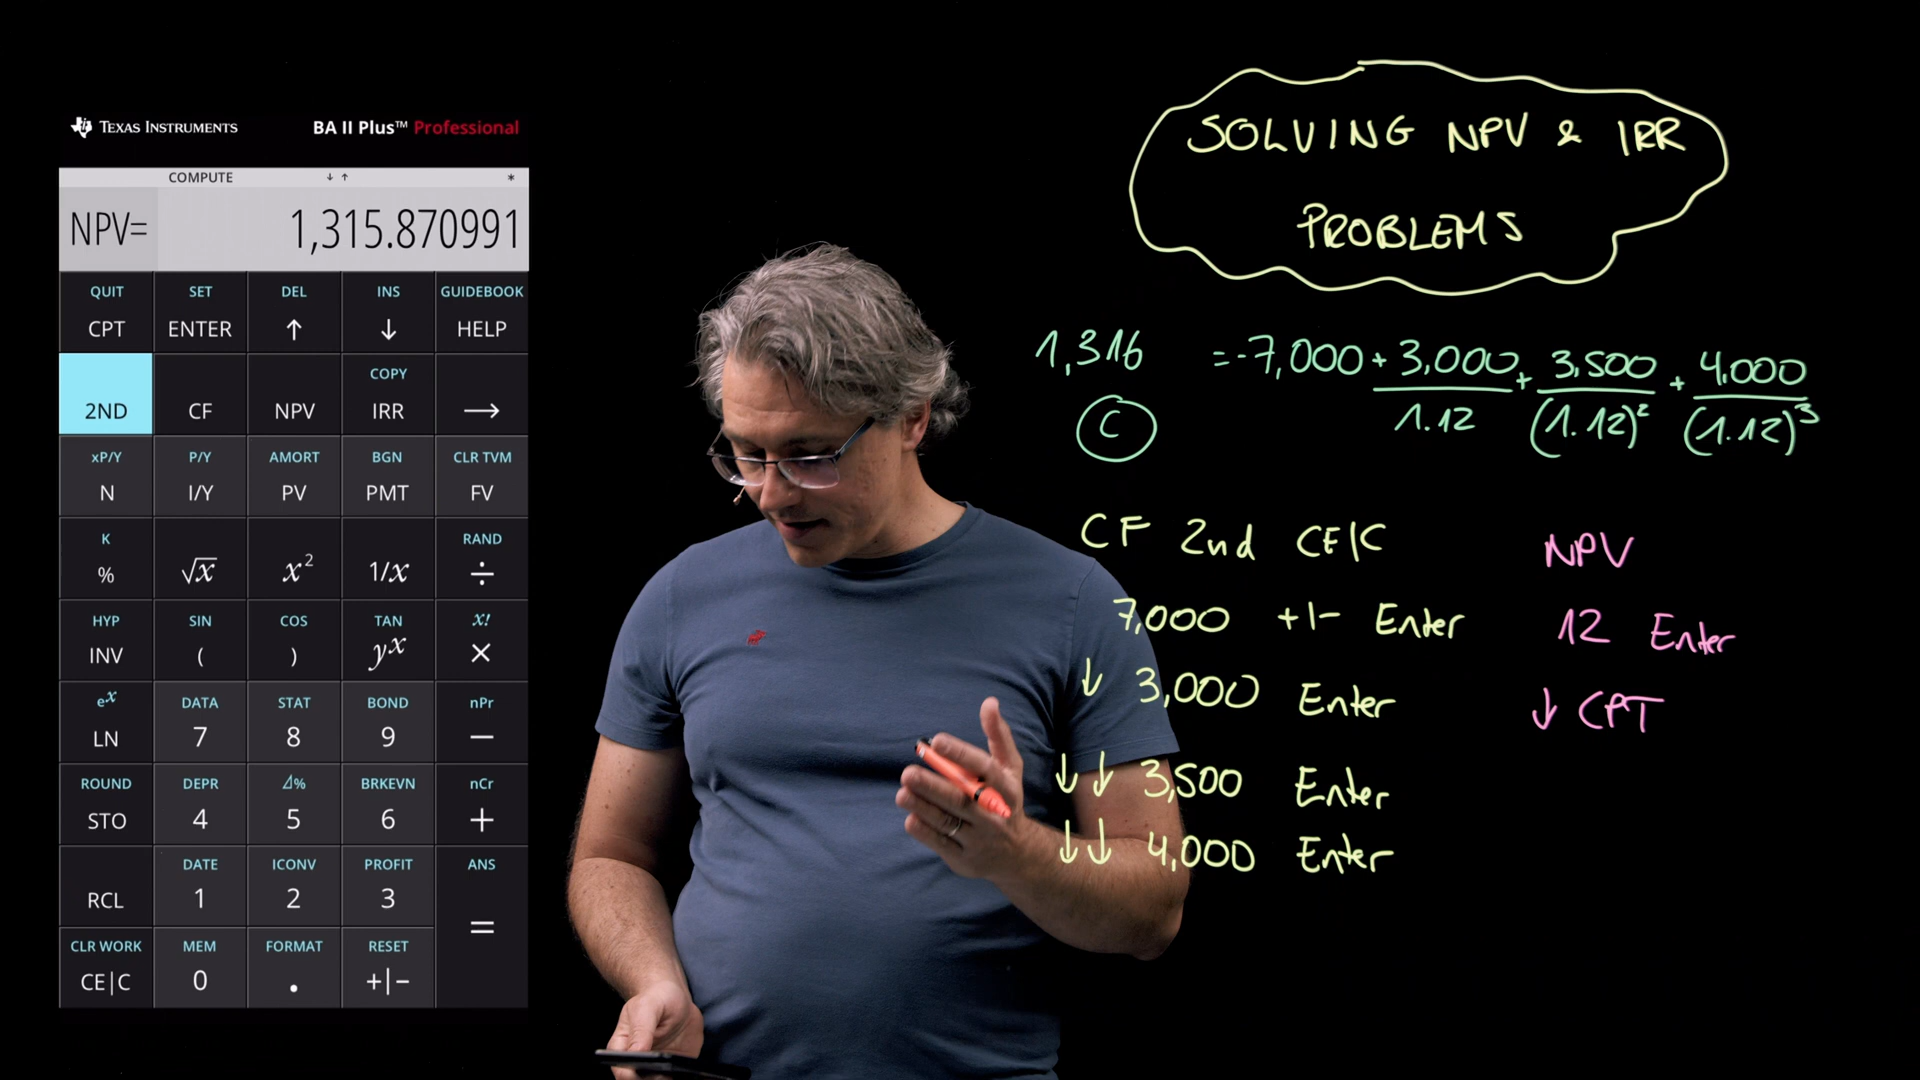 TEXAS INSTRUMENTS BA II Plus™ Professional
COMPUTE ↓ ↑ *
NPV= 1,315.870991
QUIT SET DEL INS GUIDEBOOK
CPT ENTER ↑ ↓ HELP
COPY
2ND CF NPV IRR →
xP/Y P/Y AMORT BGN CLR TVM
N I/Y PV PMT FV
K RAND
% √x x² 1/x ÷
HYP SIN COS TAN x!
INV ( ) yˣ ×
eˣ DATA STAT BOND nPr
LN 7 8 9 −
ROUND DEPR Δ% BRKEVN nCr
STO 4 5 6 +
DATE ICONV PROFIT ANS
RCL 1 2 3 =
CLR WORK MEM FORMAT RESET
CE|C 0 . +|−
SOLVING NPV & IRR
PROBLEMS
1,316 = -7,000 + 3,000 + 3,500 + 4,000
1.12 (1.12)² (1.12)³
C
CF 2nd CE|C
7,000 +|− Enter
↓ 3,000 Enter
↓↓ 3,500 Enter
↓↓ 4,000 Enter
NPV
12 Enter
↓ CPT